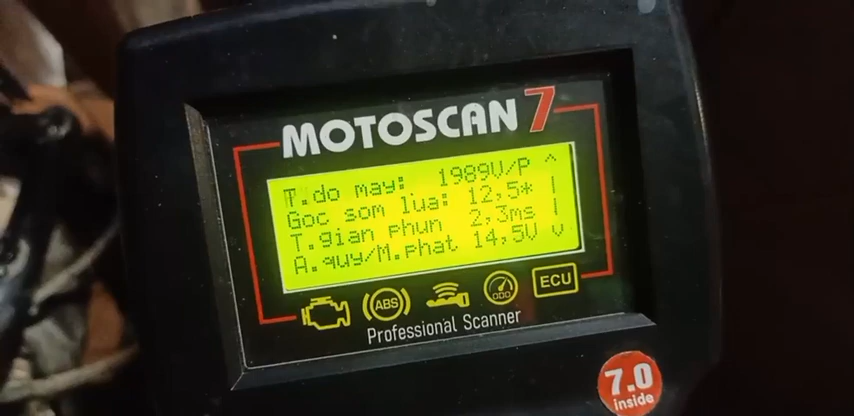 MOTOSCAN 7
T.do may: 1989V/P ^
Goc som lua: 12,5* |
T.gian phun 2,3ms |
A.quy/M.phat 14,5V v
ABS
ECU
Professional Scanner
7.0
inside